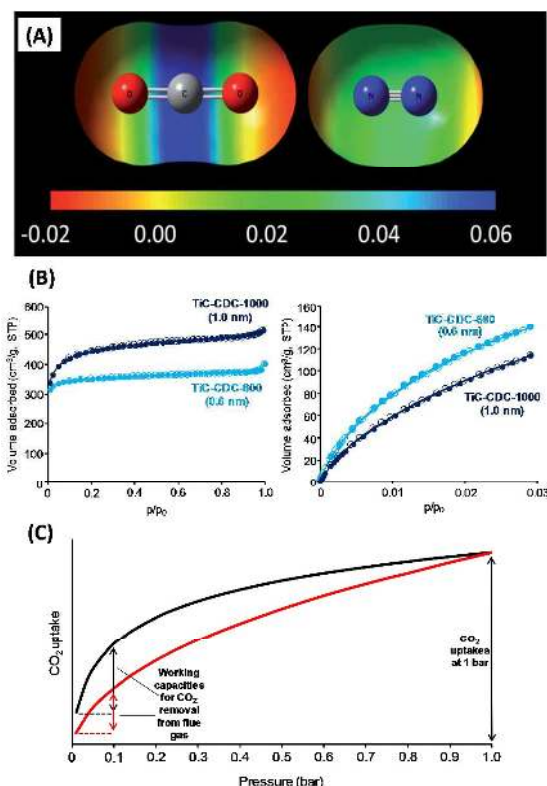 (A)
O C O
N N
-0.02 0.00 0.02 0.04 0.06
(B)
Volume adsorbed (cm³/g, STP)
600
500
400
300
200
100
0
TiC-CDC-1000
(1.0 nm)
TiC-CDC-600
(0.6 nm)
0 0.2 0.4 0.6 0.8 1.0
p/p₀
Volume adsorbed (cm³/g, STP)
160
140
120
100
80
60
40
20
0
(0.6 nm)
TiC-CDC-1000
(1.0 nm)
0 0.01 0.02 0.03
p/p₀
(C)
CO₂ uptake
Working
capacities
for CO₂
removal
from flue
gas
CO₂
uptakes
at 1 bar
0 0.1 0.2 0.3 0.4 0.5 0.6 0.7 0.8 0.9 1.0
Pressure (bar)